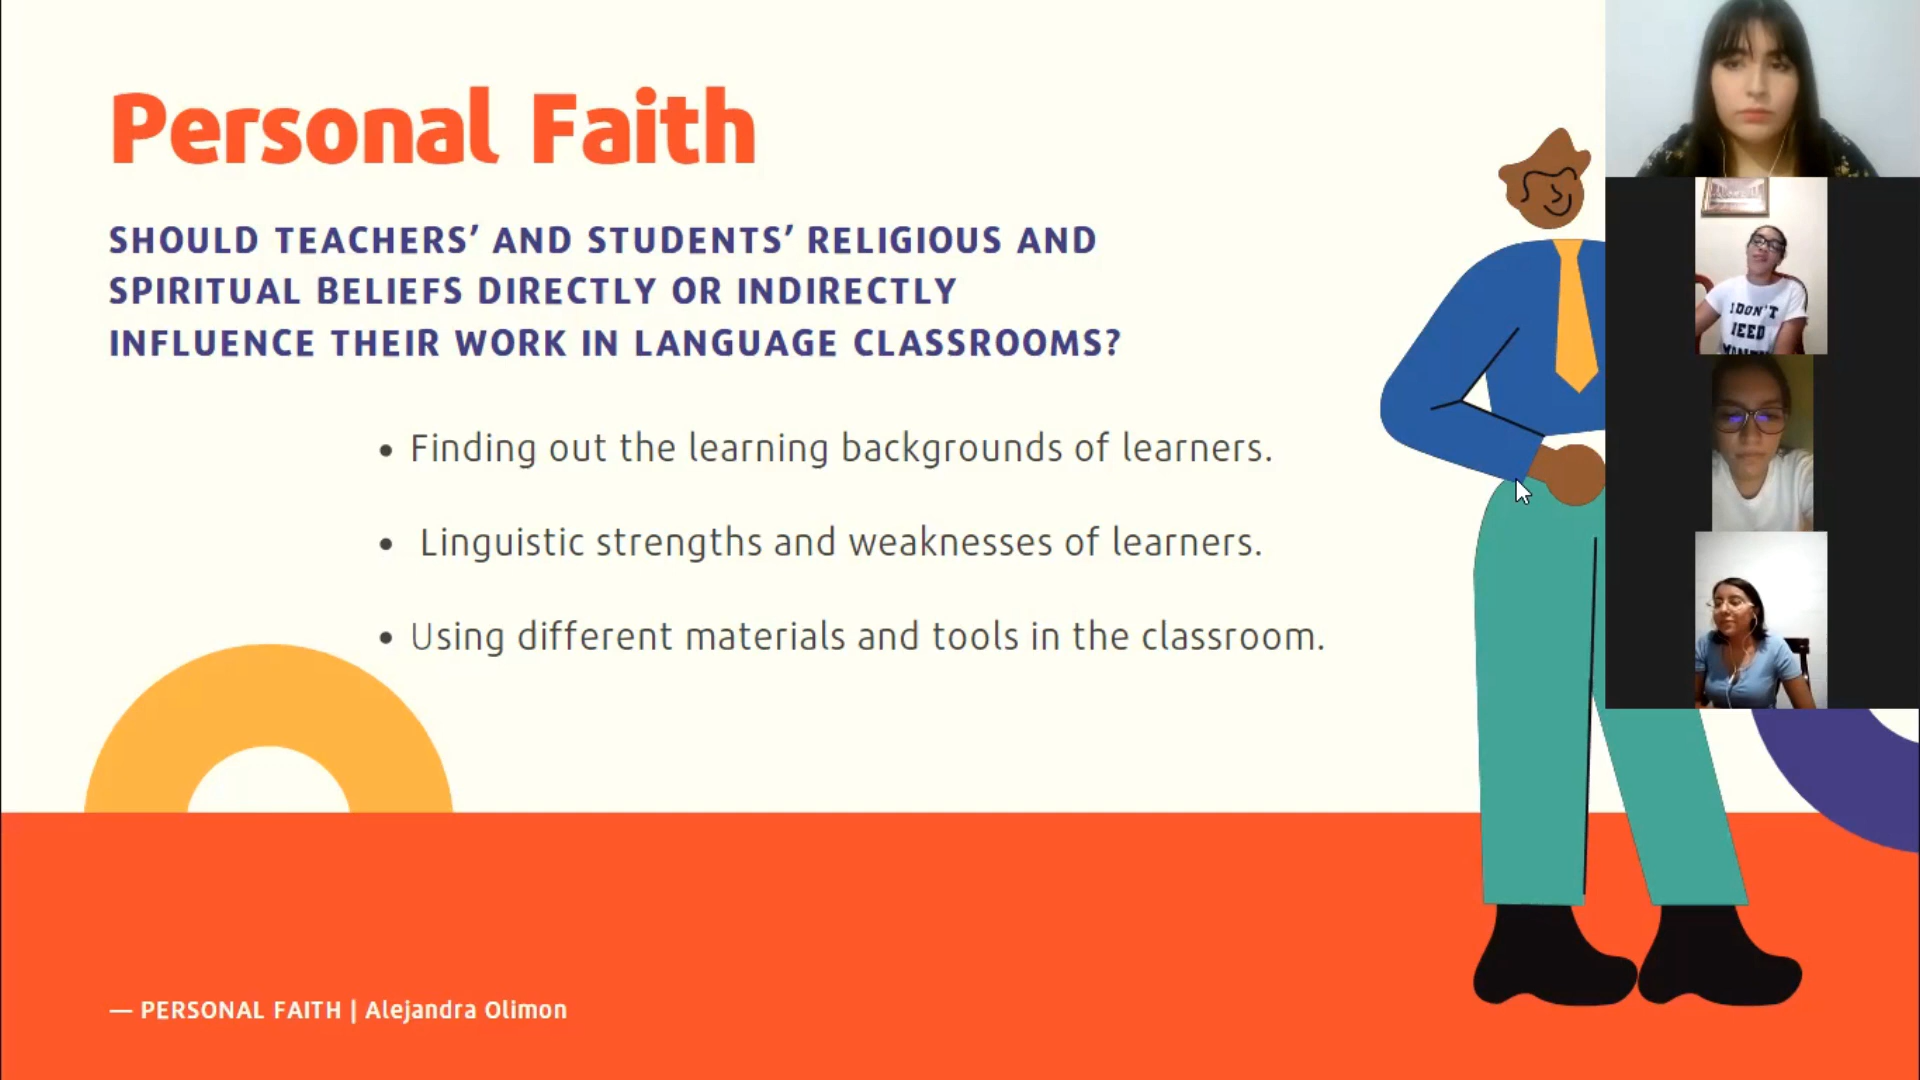 Personal Faith
SHOULD TEACHERS’ AND STUDENTS’ RELIGIOUS AND
SPIRITUAL BELIEFS DIRECTLY OR INDIRECTLY
INFLUENCE THEIR WORK IN LANGUAGE CLASSROOMS?
• Finding out the learning backgrounds of learners.
• Linguistic strengths and weaknesses of learners.
• Using different materials and tools in the classroom.
— PERSONAL FAITH | Alejandra Olimon
I DON'T
NEED